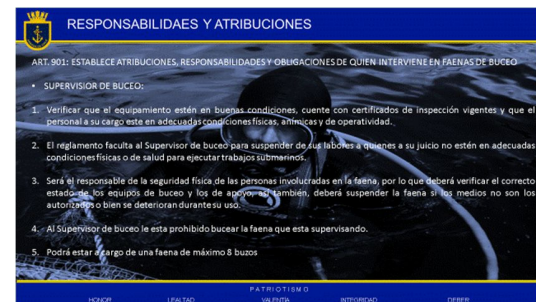 RESPONSABILIDAES Y ATRIBUCIONES
ART. 901: ESTABLECE ATRIBUCIONES, RESPONSABILIDADES Y OBLIGACIONES DE QUIEN INTERVIENE EN FAENAS DE BUCEO
• SUPERVISIOR DE BUCEO:
1. Verificar que el equipamiento estén en buenas condiciones, cuente con certificados de inspección vigentes y que el
personal a su cargo este en adecuadas condiciones físicas, anímicas y de operatividad.
2. El reglamento faculta al Supervisor de buceo para suspender de sus labores a quienes a su juicio no estén en adecuadas
condiciones físicas o de salud para ejecutar trabajos submarinos.
3. Será el responsable de la seguridad física de las personas involucradas en la faena, por lo que deberá verificar el correcto
estado de los equipos de buceo y los de apoyo, así también, deberá suspender la faena si los medios no son los
autorizados o bien se deterioran durante su uso.
4. Al Supervisor de buceo le esta prohibido bucear la faena que esta supervisando.
5. Podrá estar a cargo de una faena de máximo 8 buzos
PATRIOTISMO
HONOR LEALTAD VALENTIA INTEGRIDAD DEBER